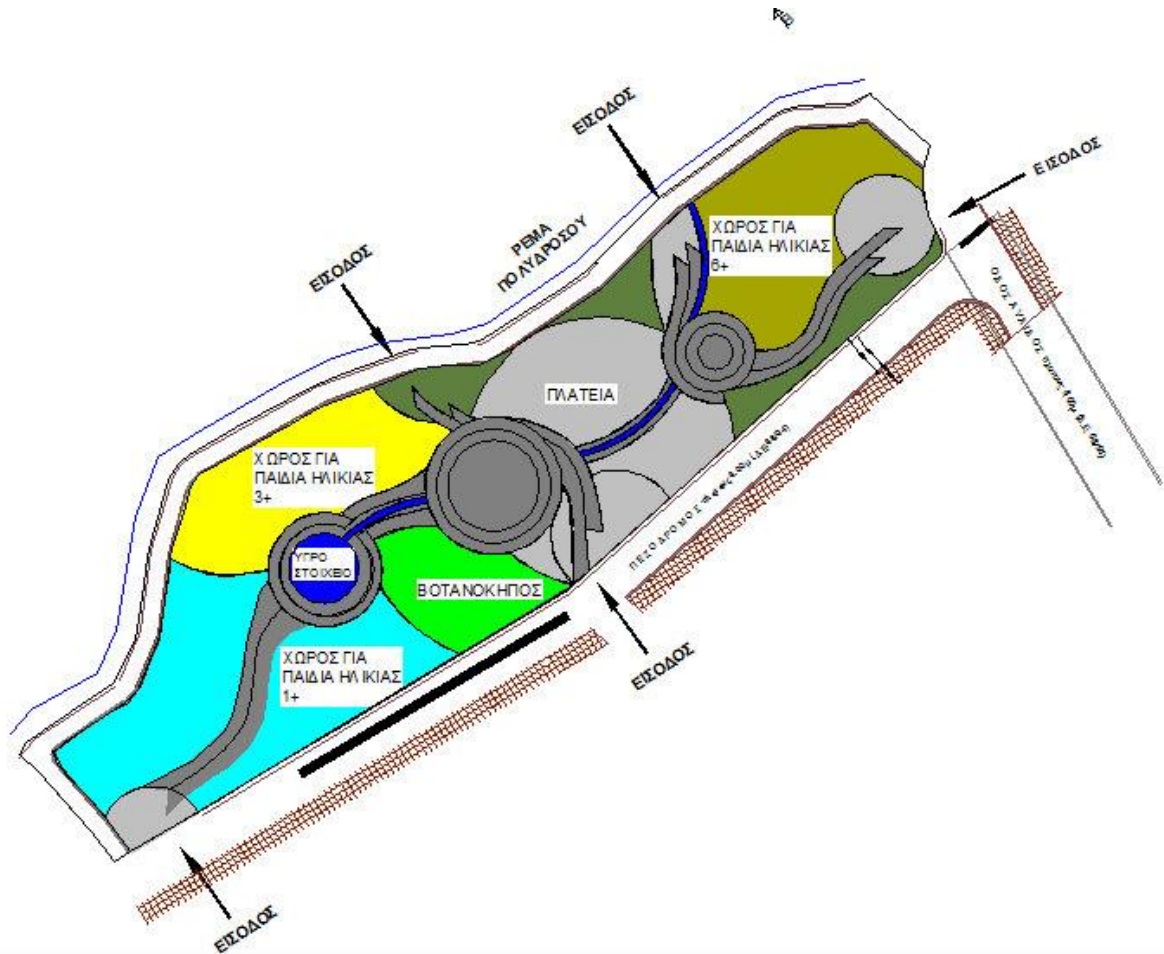 ΕΙΣΟΔΟΣ
ΕΙΣΟΔΟΣ
ΡΕΜΑ
ΠΟΛΥΔΡΟΣΟΥ
ΕΙΣΟΔΟΣ
ΧΩΡΟΣ ΓΙΑ
ΠΑΙΔΙΑ ΗΛΙΚΙΑΣ
6+
ΠΛΑΤΕΙΑ
ΧΩΡΟΣ ΓΙΑ
ΠΑΙΔΙΑ ΗΛΙΚΙΑΣ
3+
ΥΓΡΟ
ΣΤΟΙΧΕΙΟ
ΒΟΤΑΝΟΚΗΠΟΣ
ΠΕΖΟΔΡΟΜΟΣ
ΧΩΡΟΣ ΓΙΑ
ΠΑΙΔΙΑ ΗΛΙΚΙΑΣ
1+
ΕΙΣΟΔΟΣ
ΕΙΣΟΔΟΣ